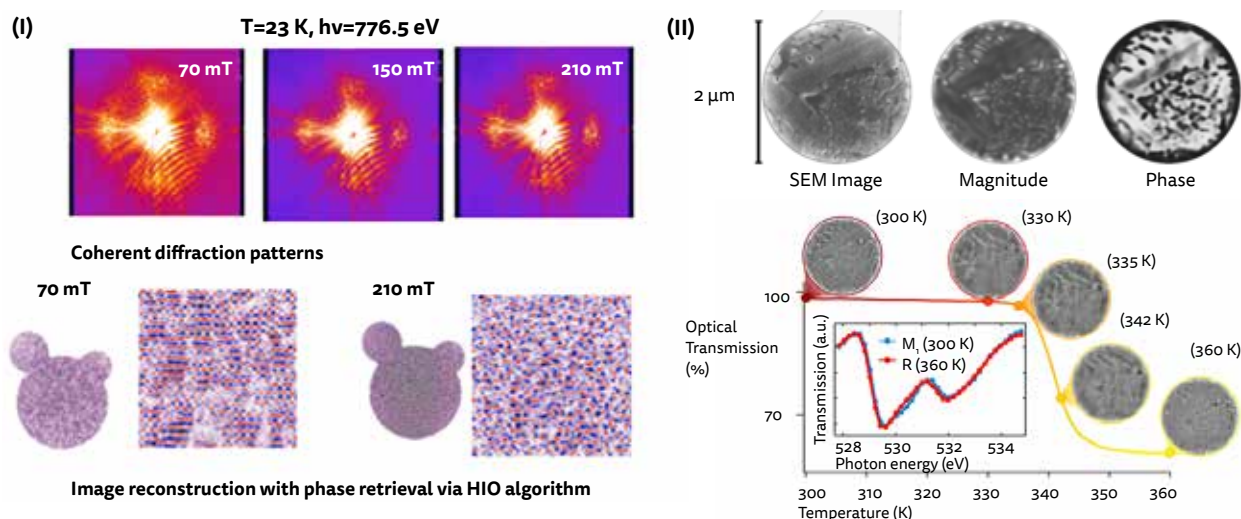 (I)
T=23 K, hv=776.5 eV
70 mT
150 mT
210 mT
Coherent diffraction patterns
70 mT
210 mT
Image reconstruction with phase retrieval via HIO algorithm
(II)
2 µm
SEM Image
Magnitude
Phase
(300 K)
(330 K)
(335 K)
(342 K)
(360 K)
100
Optical
Transmission
(%)
70
Transmission (a.u.)
M₁ (300 K)
R (360 K)
528 530 532 534
Photon energy (eV)
300 310 320 330 340 350 360
Temperature (K)